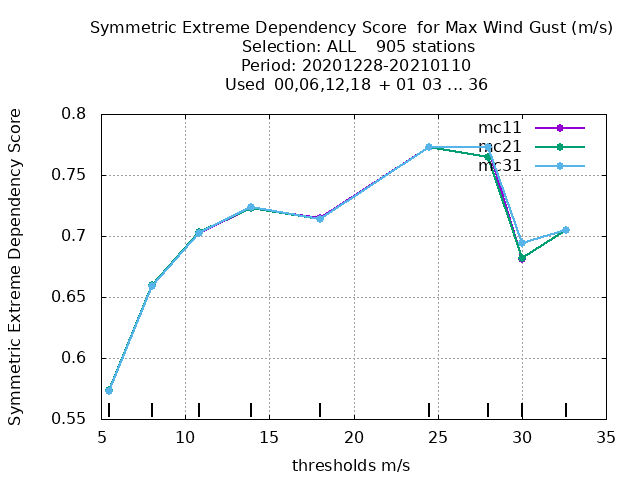 Symmetric Extreme Dependency Score  for Max Wind Gust (m/s)
Selection: ALL    905 stations
Period: 20201228-20210110
Used  00,06,12,18  + 01 03 ... 36
mc11
mc21
mc31
Symmetric Extreme Dependency Score
0.8
0.75
0.7
0.65
0.6
0.55
5 10 15 20 25 30 35
thresholds m/s